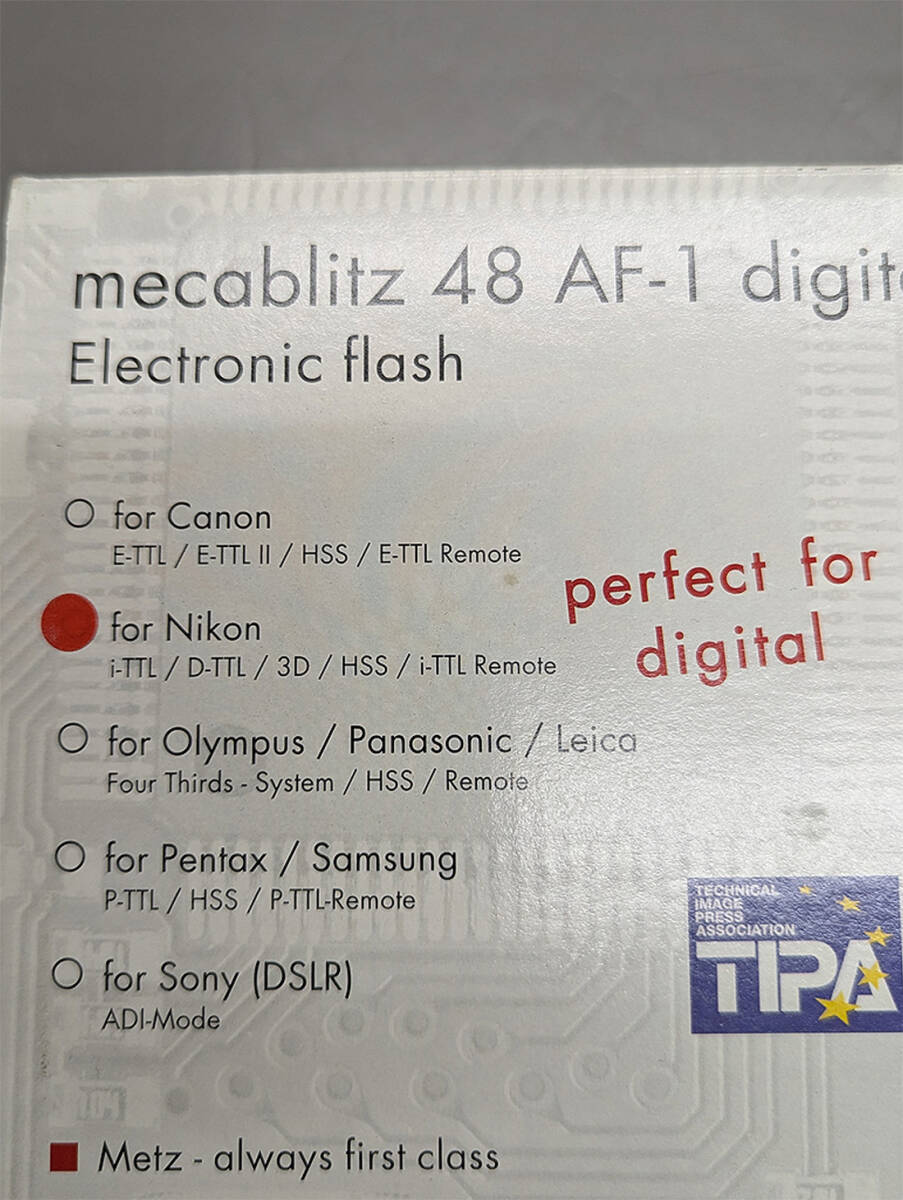 mecablitz 48 AF-1 digit
Electronic flash
for Canon
E-TTL / E-TTL II / HSS / E-TTL Remote
for Nikon
i-TTL / D-TTL / 3D / HSS / i-TTL Remote
perfect for
digital
for Olympus / Panasonic / Leica
Four Thirds - System / HSS / Remote
for Pentax / Samsung
P-TTL / HSS / P-TTL-Remote
TECHNICAL
IMAGE
PRESS
ASSOCIATION
TIPA
for Sony (DSLR)
ADI-Mode
Metz - always first class